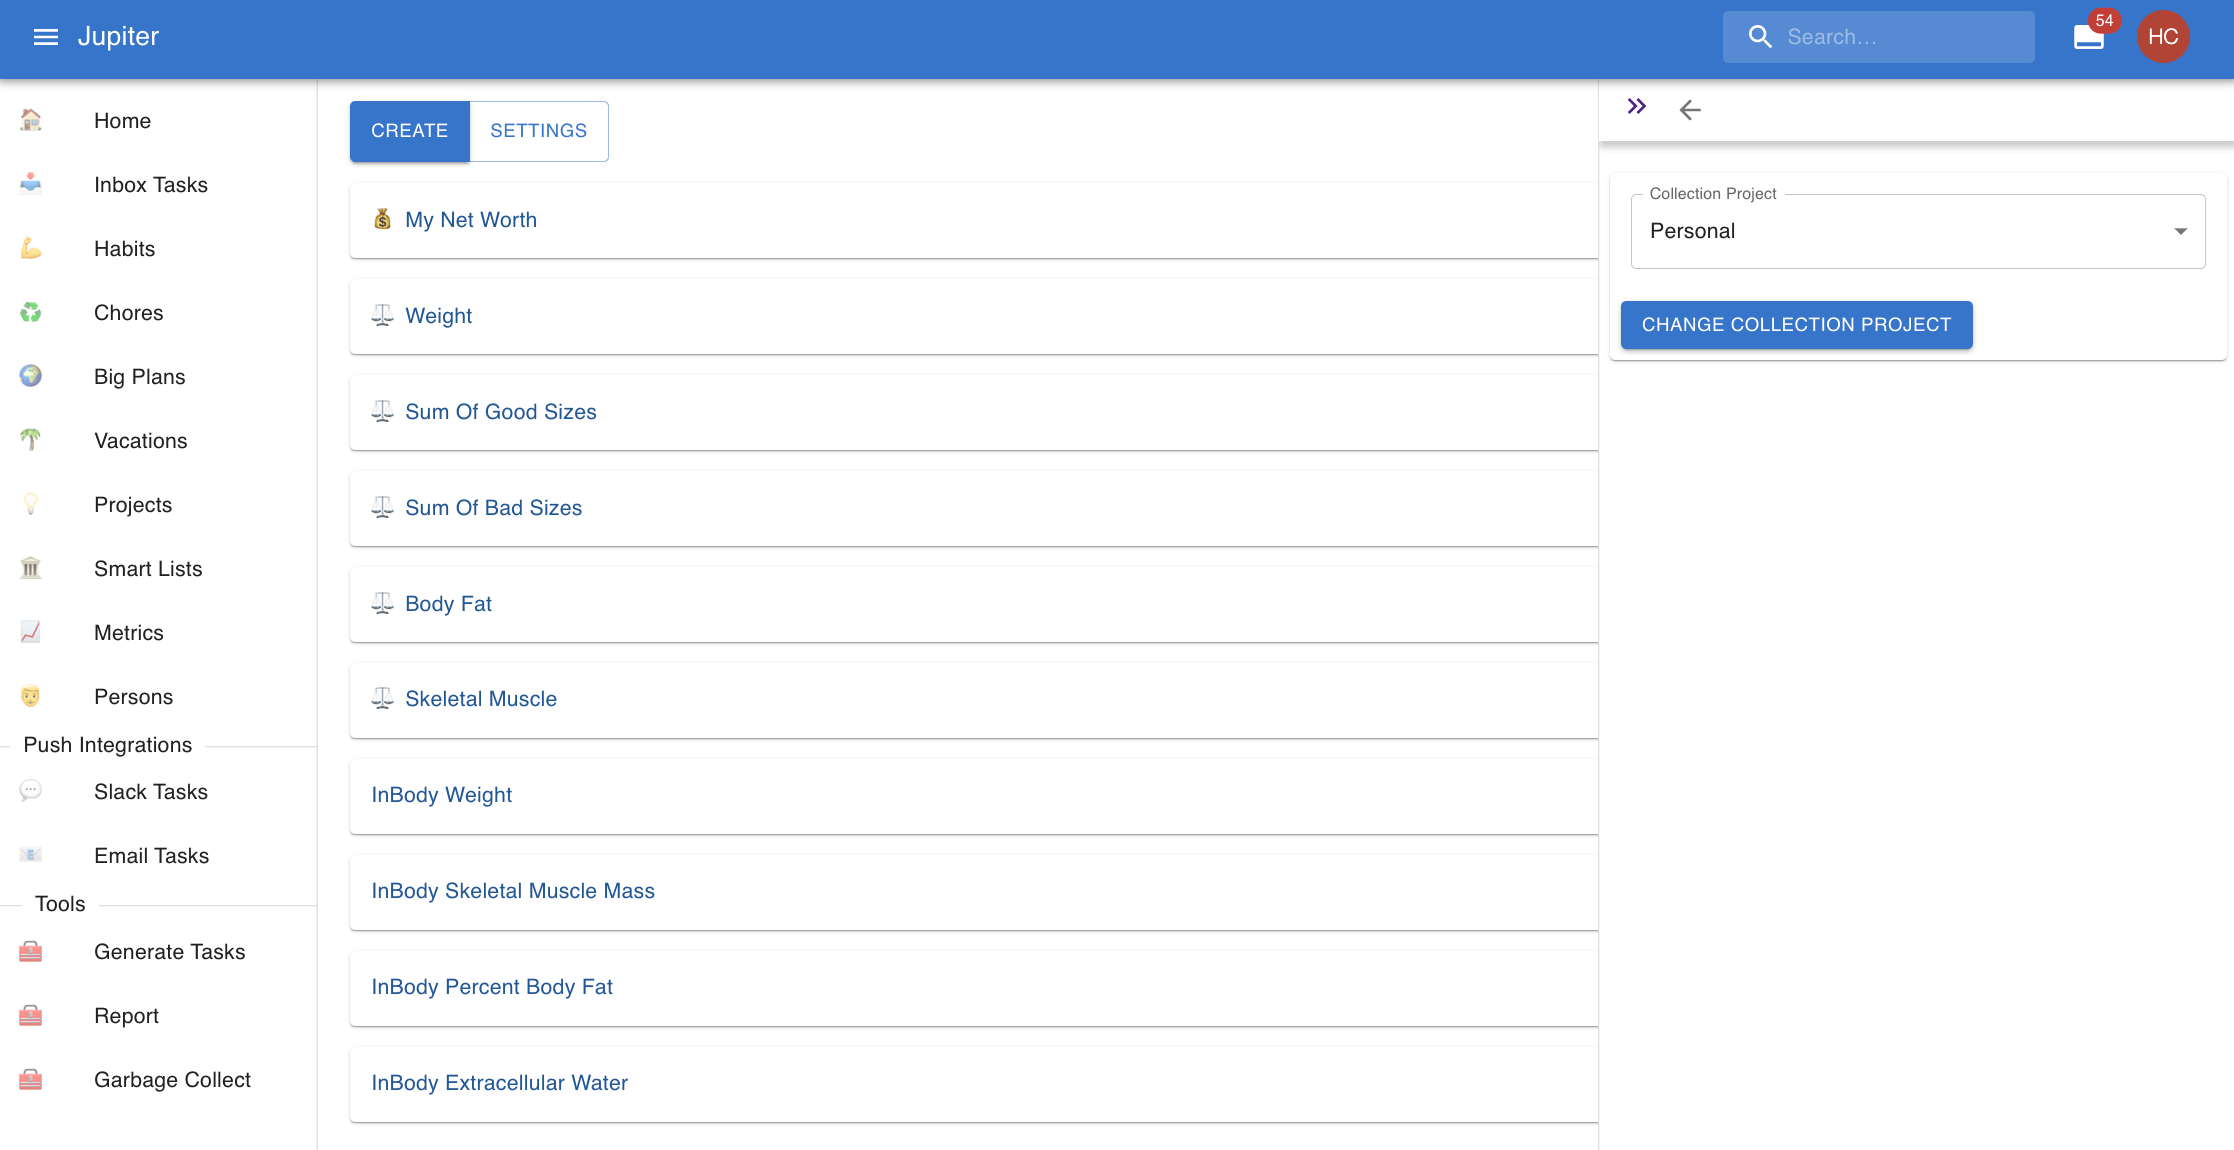 Jupiter
Search...
54
HC
Home
Inbox Tasks
Habits
Chores
Big Plans
Vacations
Projects
Smart Lists
Metrics
Persons
Push Integrations
Slack Tasks
Email Tasks
Tools
Generate Tasks
Report
Garbage Collect
CREATE
SETTINGS
My Net Worth
Weight
Sum Of Good Sizes
Sum Of Bad Sizes
Body Fat
Skeletal Muscle
InBody Weight
InBody Skeletal Muscle Mass
InBody Percent Body Fat
InBody Extracellular Water
Collection Project
Personal
CHANGE COLLECTION PROJECT